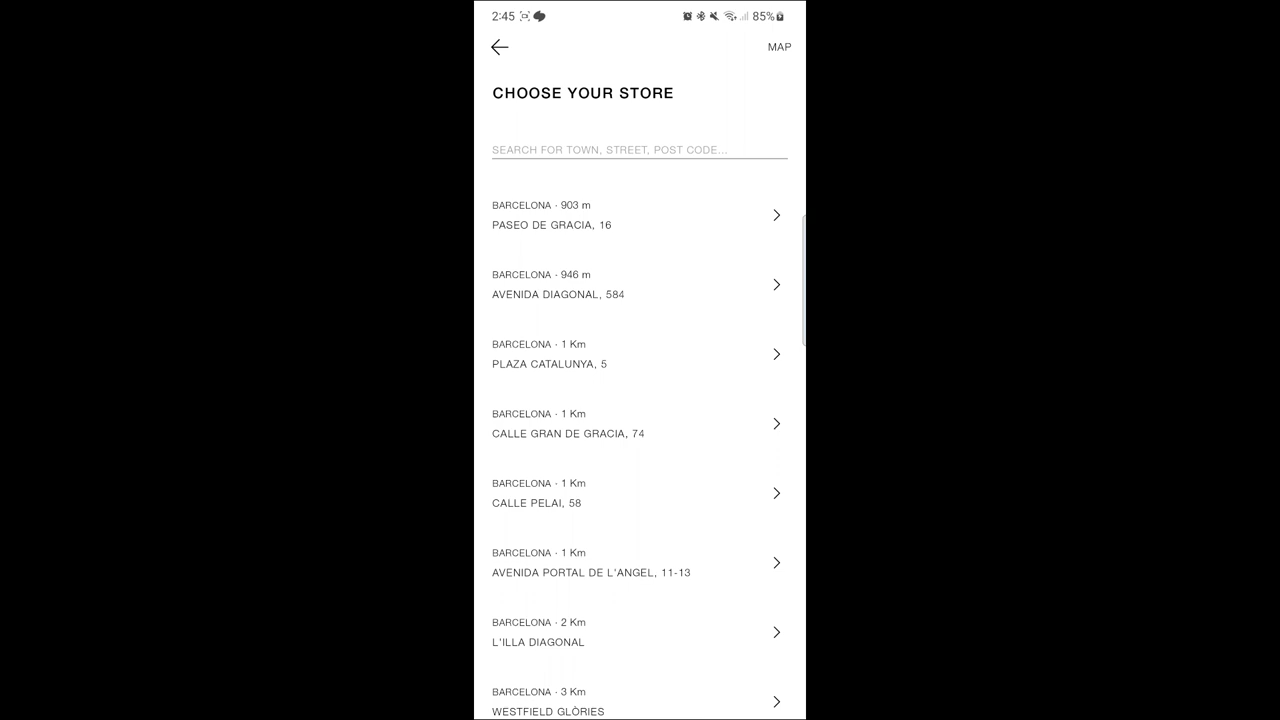 2:45 85%
MAP
CHOOSE YOUR STORE
SEARCH FOR TOWN, STREET, POST CODE...
BARCELONA · 903 m
PASEO DE GRACIA, 16
BARCELONA · 946 m
AVENIDA DIAGONAL, 584
BARCELONA · 1 Km
PLAZA CATALUNYA, 5
BARCELONA · 1 Km
CALLE GRAN DE GRACIA, 74
BARCELONA · 1 Km
CALLE PELAI, 58
BARCELONA · 1 Km
AVENIDA PORTAL DE L'ANGEL, 11-13
BARCELONA · 2 Km
L'ILLA DIAGONAL
BARCELONA · 3 Km
WESTFIELD GLÒRIES